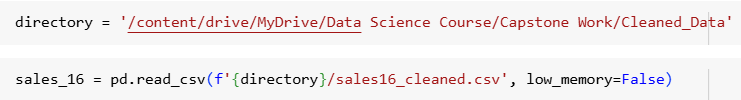 directory = '/content/drive/MyDrive/Data Science Course/Capstone Work/Cleaned_Data'
sales_16 = pd.read_csv(f'{directory}/sales16_cleaned.csv', low_memory=False)